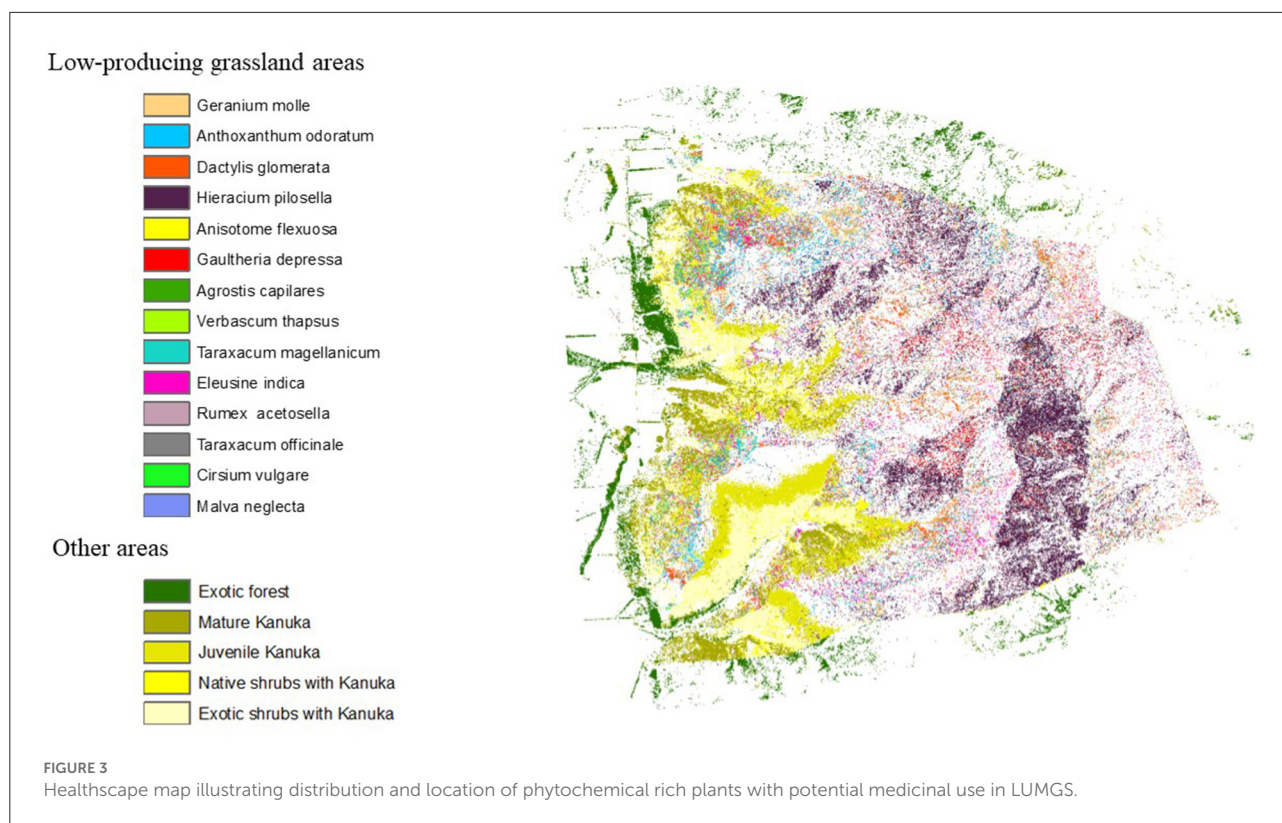 Low-producing grassland areas
Geranium molle
Anthoxanthum odoratum
Dactylis glomerata
Hieracium pilosella
Anisotome flexuosa
Gaultheria depressa
Agrostis capilares
Verbascum thapsus
Taraxacum magellanicum
Eleusine indica
Rumex acetosella
Taraxacum officinale
Cirsium vulgare
Malva neglecta
Other areas
Exotic forest
Mature Kanuka
Juvenile Kanuka
Native shrubs with Kanuka
Exotic shrubs with Kanuka
FIGURE 3
Healthscape map illustrating distribution and location of phytochemical rich plants with potential medicinal use in LUMGS.